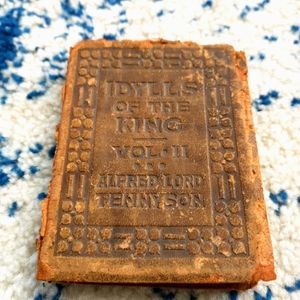 IDYLLS
OF THE
KING
VOL·II
ALFRED LORD
TENNYSON